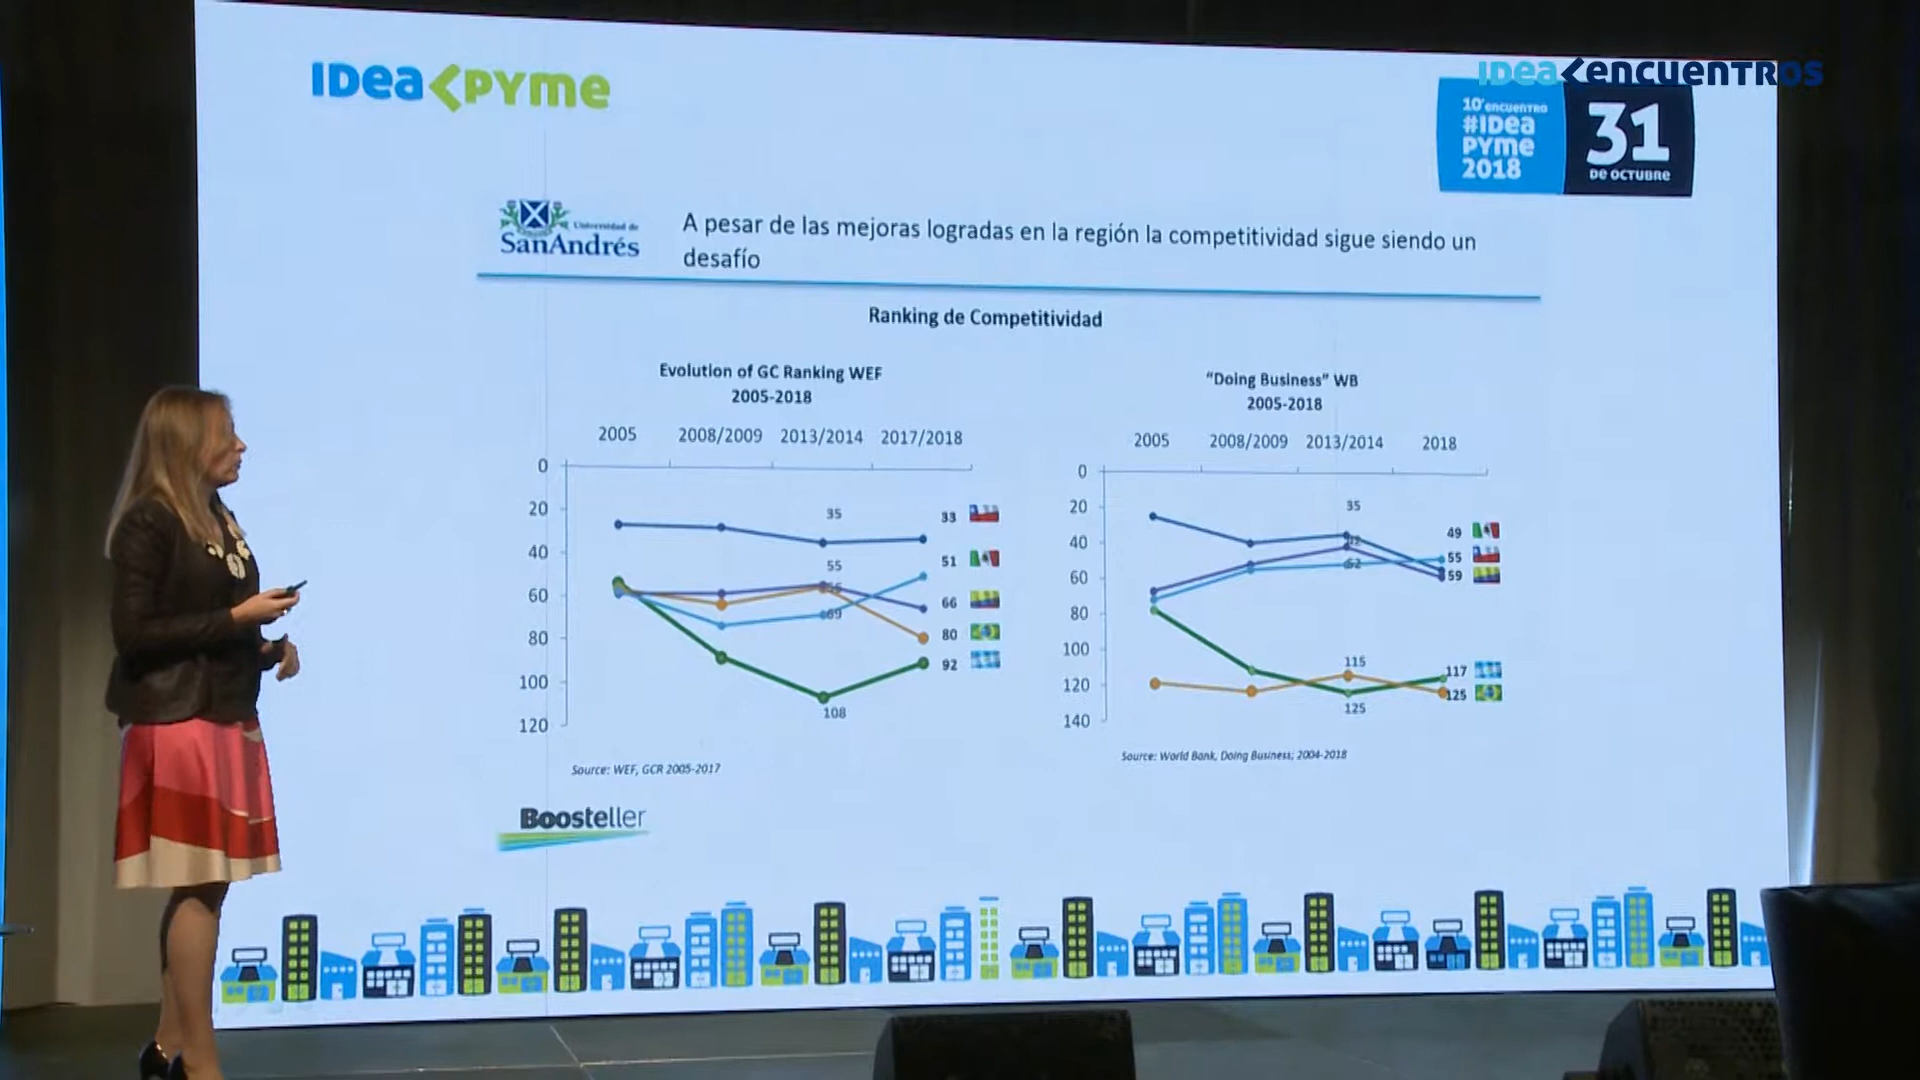 IDea<PYme
IDea<encuentros
10° encuentro
#IDea
PYme
2018
31
DE OCTUBRE
Universidad de
SanAndrés
A pesar de las mejoras logradas en la región la competitividad sigue siendo un
desafío
Ranking de Competitividad
Evolution of GC Ranking WEF
2005-2018
2005 2008/2009 2013/2014 2017/2018
0
20
40
60
80
100
120
35
55
69
108
33
51
66
80
92
Source: WEF, GCR 2005-2017
"Doing Business" WB
2005-2018
2005 2008/2009 2013/2014 2018
0
20
40
60
80
100
120
140
35
52
115
125
49
55
59
117
125
Source: World Bank, Doing Business; 2004-2018
Boosteller